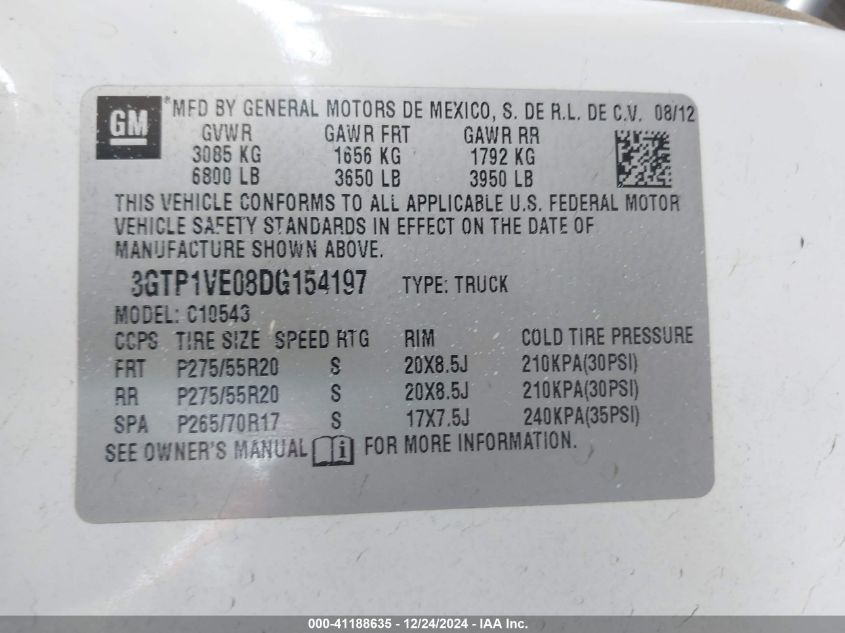 GM
*MFD BY GENERAL MOTORS DE MEXICO, S. DE R.L. DE C.V. 08/12
GVWR GAWR FRT GAWR RR
3085 KG 1656 KG 1792 KG
6800 LB 3650 LB 3950 LB
THIS VEHICLE CONFORMS TO ALL APPLICABLE U.S. FEDERAL MOTOR
VEHICLE SAFETY STANDARDS IN EFFECT ON THE DATE OF
MANUFACTURE SHOWN ABOVE.
3GTP1VE08DG154197 TYPE: TRUCK
MODEL: C10543
CCPS TIRE SIZE SPEED RTG RIM COLD TIRE PRESSURE
FRT P275/55R20 S 20X8.5J 210KPA(30PSI)
RR P275/55R20 S 20X8.5J 210KPA(30PSI)
SPA P265/70R17 S 17X7.5J 240KPA(35PSI)
SEE OWNER'S MANUAL i FOR MORE INFORMATION.
000-41188635 - 12/24/2024 - IAA Inc.